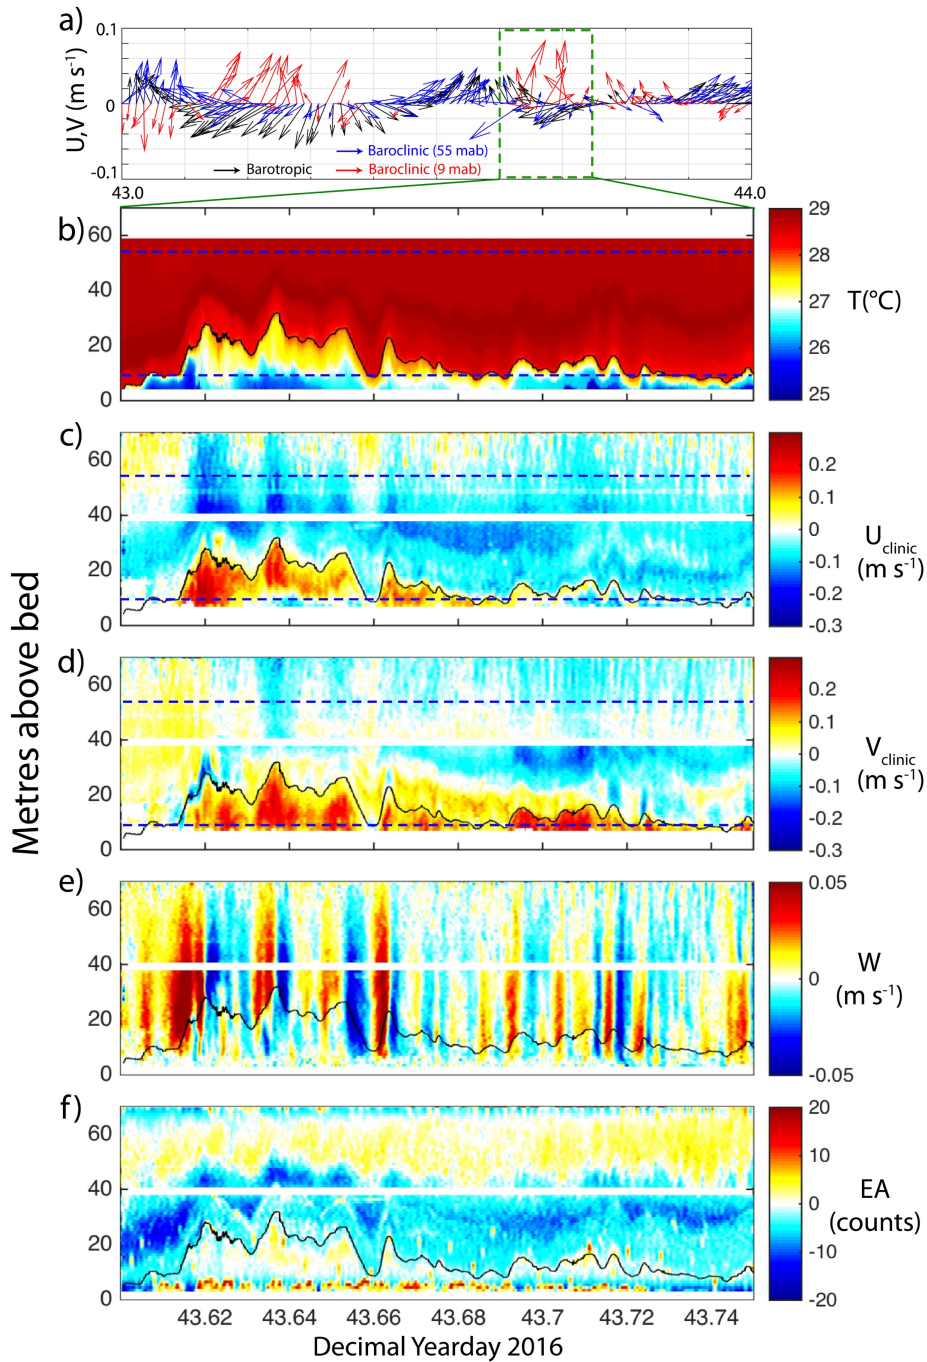 a)
0.1
0
-0.1
U,V (m s⁻¹)
Barotropic
Baroclinic (55 mab)
Baroclinic (9 mab)
43.0
44.0
b)
60
40
20
0
29
28
27
26
25
T(°C)
c)
60
40
20
0
0.2
0.1
0
-0.1
-0.2
-0.3
U clinic
(m s⁻¹)
Metres above bed
d)
60
40
20
0
0.2
0.1
0
-0.1
-0.2
-0.3
V clinic
(m s⁻¹)
e)
60
40
20
0
0.05
0
-0.05
W
(m s⁻¹)
f)
60
40
20
0
20
10
0
-10
-20
EA
(counts)
43.62 43.64 43.66 43.68 43.7 43.72 43.74
Decimal Yearday 2016